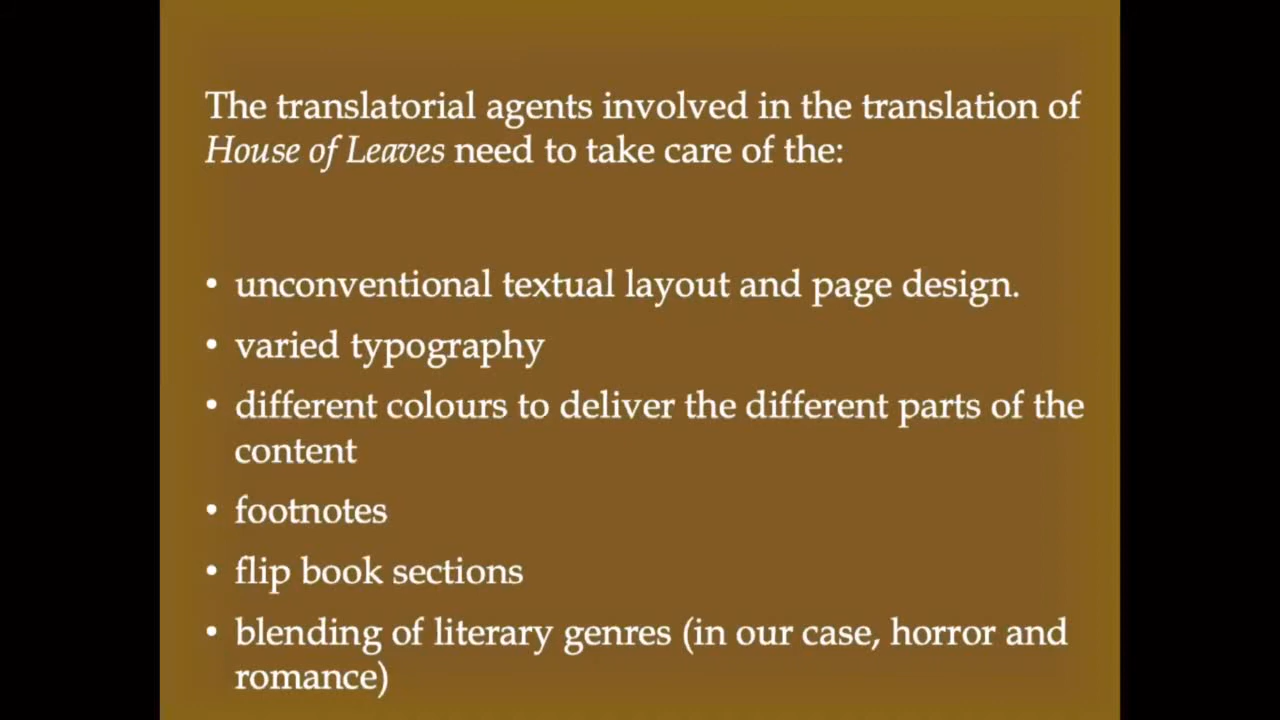 The translatorial agents involved in the translation of
House of Leaves need to take care of the:
• unconventional textual layout and page design.
• varied typography
• different colours to deliver the different parts of the
content
• footnotes
• flip book sections
• blending of literary genres (in our case, horror and
romance)